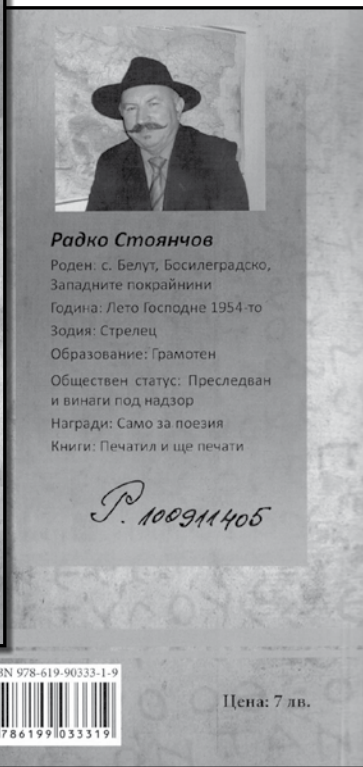 Радко Стоянчов
Роден: с. Белут, Босилеградско,
Западните покрайнини
Година: Лето Господне 1954-то
Зодия: Стрелец
Образование: Грамотен
Обществен статус: Преследван
и винаги под надзор
Награди: Само за поезия
Книги: Печатил и ще печати
Р. 100911405
BN 978-619-90333-1-9
Цена: 7 лв.
786199 033319